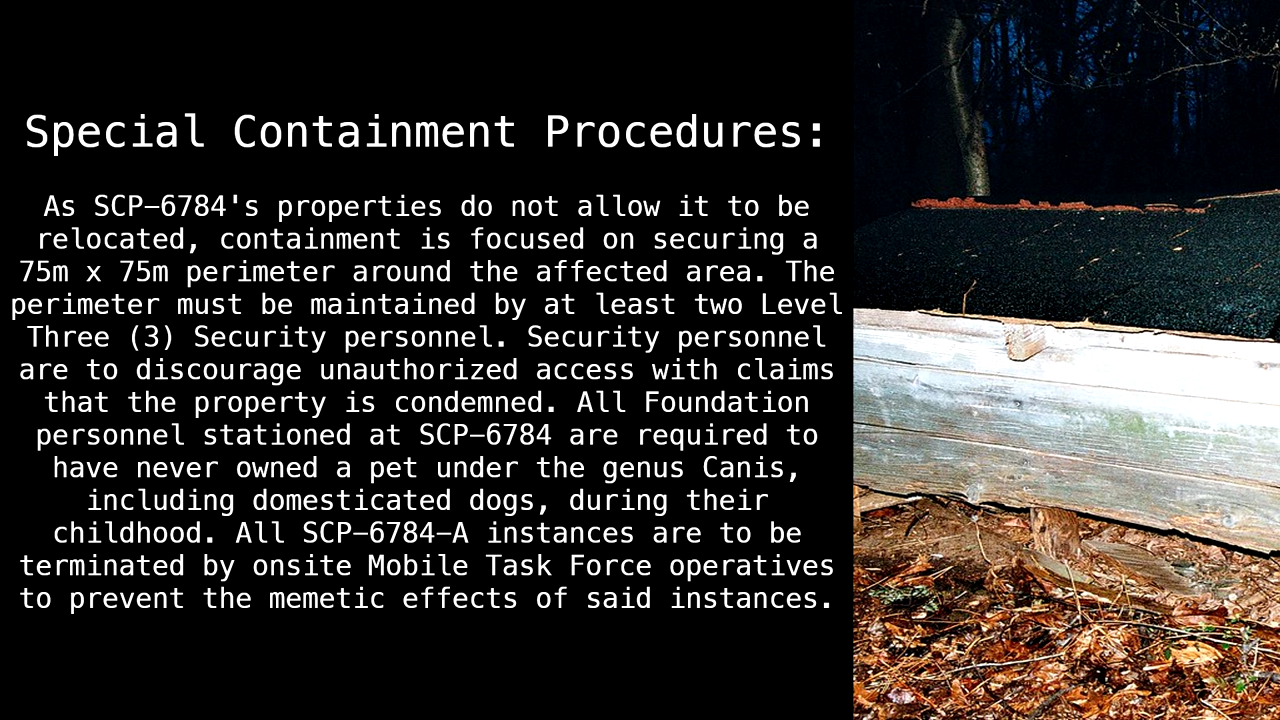 Special Containment Procedures:
As SCP–6784's properties do not allow it to be
relocated, containment is focused on securing a
75m x 75m perimeter around the affected area. The
perimeter must be maintained by at least two Level
Three (3) Security personnel. Security personnel
are to discourage unauthorized access with claims
that the property is condemned. All Foundation
personnel stationed at SCP–6784 are required to
have never owned a pet under the genus Canis,
including domesticated dogs, during their
childhood. All SCP–6784–A instances are to be
terminated by onsite Mobile Task Force operatives
to prevent the memetic effects of said instances.